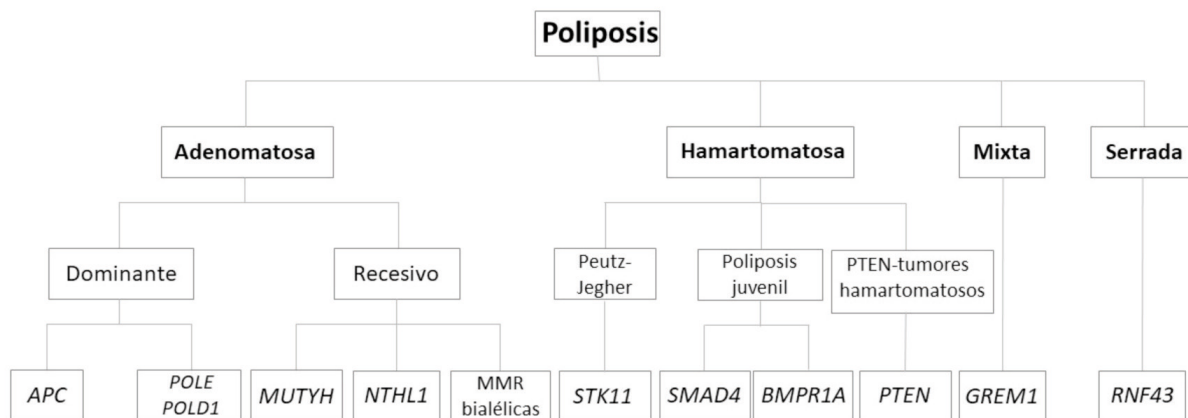 Poliposis
Adenomatosa
Hamartomatosa
Mixta
Serrada
Dominante
Recesivo
Peutz-
Jegher
Poliposis
juvenil
PTEN-tumores
hamartomatosos
APC
POLE
POLD1
MUTYH
NTHL1
MMR
bialélicas
STK11
SMAD4
BMPR1A
PTEN
GREM1
RNF43